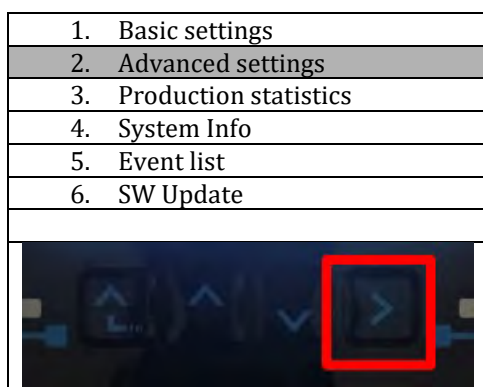 1. Basic settings
2. Advanced settings
3. Production statistics
4. System Info
5. Event list
6. SW Update